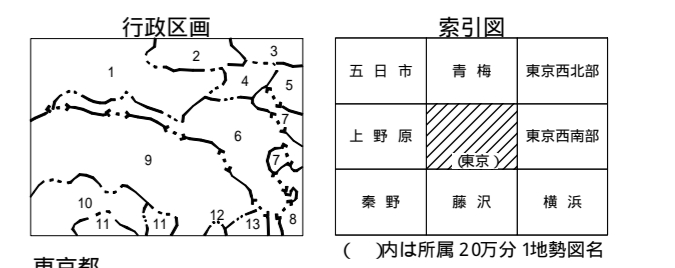 行政区画
1
2
3
4
5
6
7
7
8
9
10
11
11
12
13
索引図
五日市 青梅 東京西北部
上野原 (東京) 東京西南部
秦野 藤沢 横浜
( )内は所属20万分1地勢図名
東京都